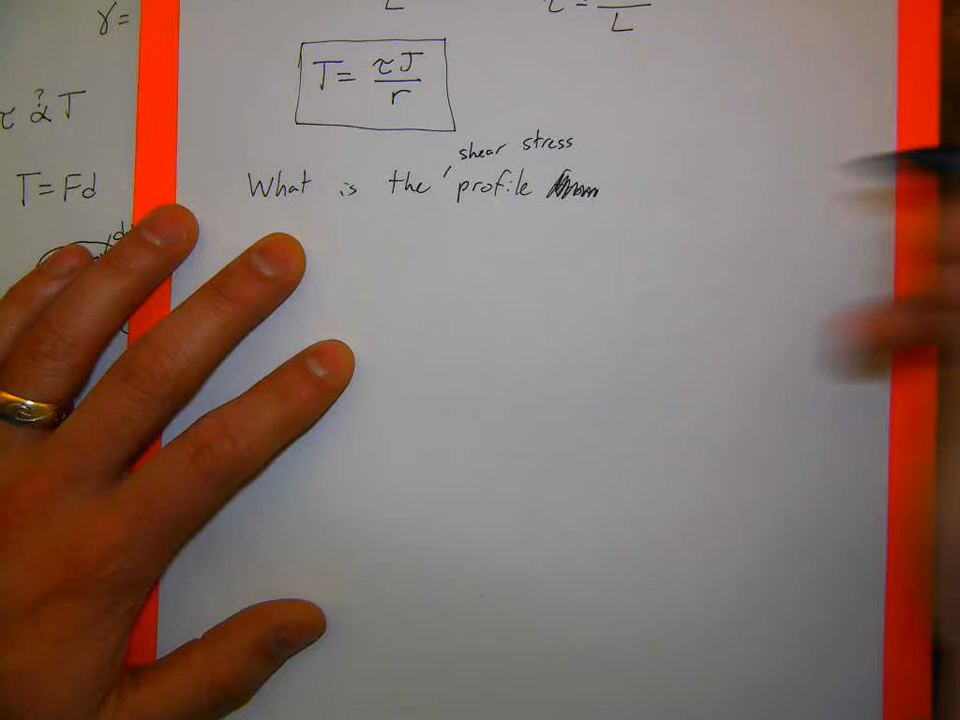 γ =
L
τ = 
L
T = τJ / r
τ ∝? T
shear stress
T = Fd
What is the profile